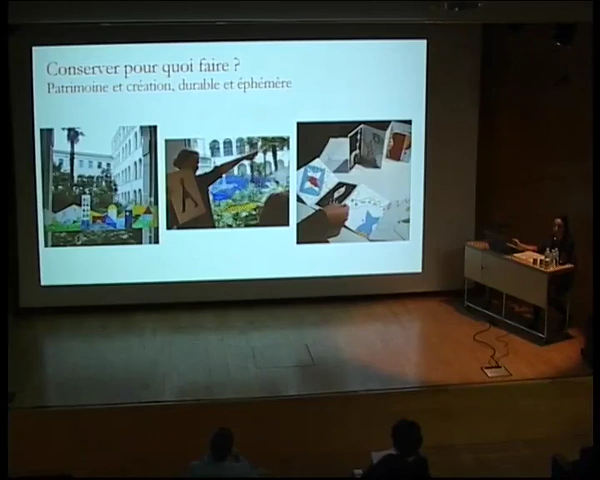 Conserver pour quoi faire ?
Patrimoine et création, durable et éphémère